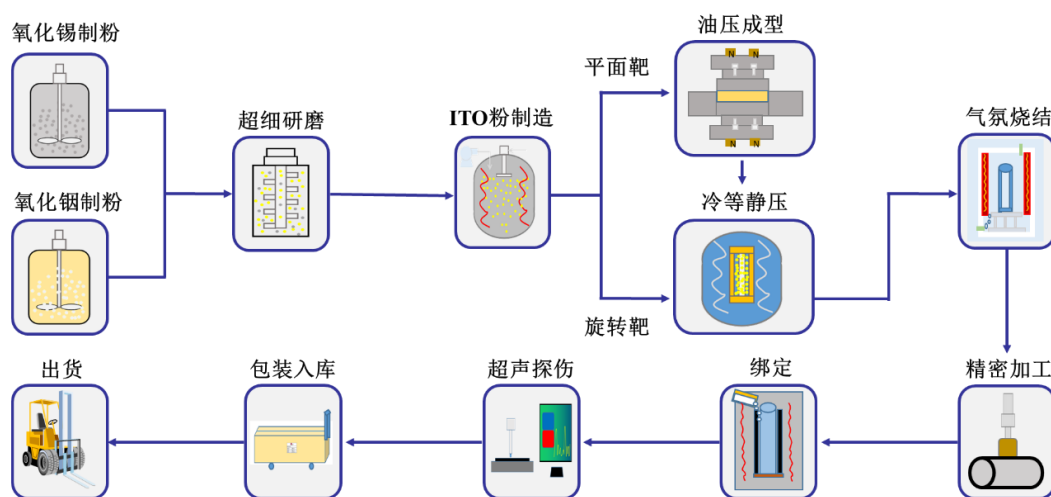 氧化锡制粉
油压成型
平面靶
超细研磨
ITO粉制造
气氛烧结
氧化铟制粉
冷等静压
旋转靶
出货
包装入库
超声探伤
绑定
精密加工
N
N
N
N